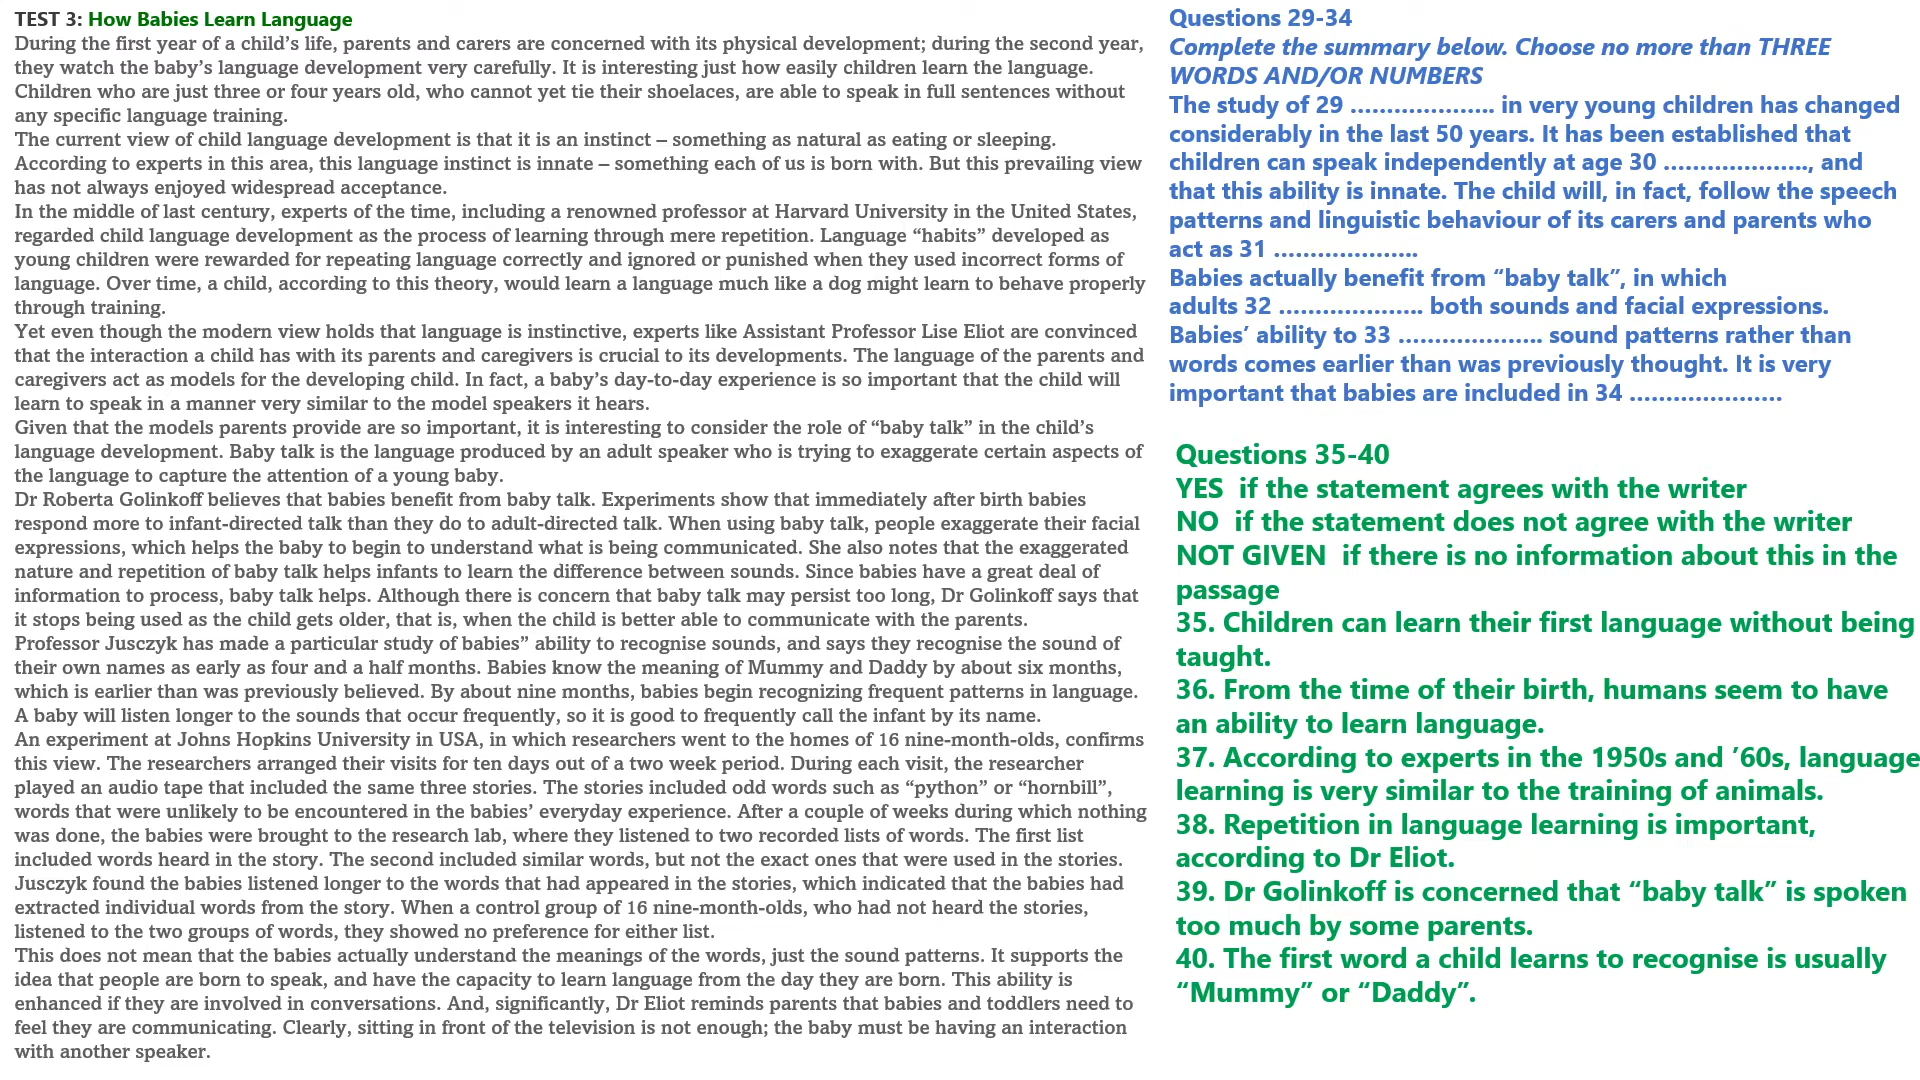 TEST 3: How Babies Learn Language
During the first year of a child’s life, parents and carers are concerned with its physical development; during the second year,
they watch the baby’s language development very carefully. It is interesting just how easily children learn the language.
Children who are just three or four years old, who cannot yet tie their shoelaces, are able to speak in full sentences without
any specific language training.
The current view of child language development is that it is an instinct – something as natural as eating or sleeping.
According to experts in this area, this language instinct is innate – something each of us is born with. But this prevailing view
has not always enjoyed widespread acceptance.
In the middle of last century, experts of the time, including a renowned professor at Harvard University in the United States,
regarded child language development as the process of learning through mere repetition. Language “habits” developed as
young children were rewarded for repeating language correctly and ignored or punished when they used incorrect forms of
language. Over time, a child, according to this theory, would learn a language much like a dog might learn to behave properly
through training.
Yet even though the modern view holds that language is instinctive, experts like Assistant Professor Lise Eliot are convinced
that the interaction a child has with its parents and caregivers is crucial to its developments. The language of the parents and
caregivers act as models for the developing child. In fact, a baby’s day-to-day experience is so important that the child will
learn to speak in a manner very similar to the model speakers it hears.
Given that the models parents provide are so important, it is interesting to consider the role of “baby talk” in the child’s
language development. Baby talk is the language produced by an adult speaker who is trying to exaggerate certain aspects of
the language to capture the attention of a young baby.
Dr Roberta Golinkoff believes that babies benefit from baby talk. Experiments show that immediately after birth babies
respond more to infant-directed talk than they do to adult-directed talk. When using baby talk, people exaggerate their facial
expressions, which helps the baby to begin to understand what is being communicated. She also notes that the exaggerated
nature and repetition of baby talk helps infants to learn the difference between sounds. Since babies have a great deal of
information to process, baby talk helps. Although there is concern that baby talk may persist too long, Dr Golinkoff says that
it stops being used as the child gets older, that is, when the child is better able to communicate with the parents.
Professor Jusczyk has made a particular study of babies” ability to recognise sounds, and says they recognise the sound of
their own names as early as four and a half months. Babies know the meaning of Mummy and Daddy by about six months,
which is earlier than was previously believed. By about nine months, babies begin recognizing frequent patterns in language.
A baby will listen longer to the sounds that occur frequently, so it is good to frequently call the infant by its name.
An experiment at Johns Hopkins University in USA, in which researchers went to the homes of 16 nine-month-olds, confirms
this view. The researchers arranged their visits for ten days out of a two week period. During each visit, the researcher
played an audio tape that included the same three stories. The stories included odd words such as “python” or “hornbill”,
words that were unlikely to be encountered in the babies’ everyday experience. After a couple of weeks during which nothing
was done, the babies were brought to the research lab, where they listened to two recorded lists of words. The first list
included words heard in the story. The second included similar words, but not the exact ones that were used in the stories.
Jusczyk found the babies listened longer to the words that had appeared in the stories, which indicated that the babies had
extracted individual words from the story. When a control group of 16 nine-month-olds, who had not heard the stories,
listened to the two groups of words, they showed no preference for either list.
This does not mean that the babies actually understand the meanings of the words, just the sound patterns. It supports the
idea that people are born to speak, and have the capacity to learn language from the day they are born. This ability is
enhanced if they are involved in conversations. And, significantly, Dr Eliot reminds parents that babies and toddlers need to
feel they are communicating. Clearly, sitting in front of the television is not enough; the baby must be having an interaction
with another speaker.
Questions 29-34
Complete the summary below. Choose no more than THREE
WORDS AND/OR NUMBERS
The study of 29 ……………….. in very young children has changed
considerably in the last 50 years. It has been established that
children can speak independently at age 30 ……………….., and
that this ability is innate. The child will, in fact, follow the speech
patterns and linguistic behaviour of its carers and parents who
act as 31 ………………..
Babies actually benefit from “baby talk”, in which
adults 32 ……………….. both sounds and facial expressions.
Babies’ ability to 33 ……………….. sound patterns rather than
words comes earlier than was previously thought. It is very
important that babies are included in 34 …………………
Questions 35-40
YES if the statement agrees with the writer
NO if the statement does not agree with the writer
NOT GIVEN if there is no information about this in the
passage
35. Children can learn their first language without being
taught.
36. From the time of their birth, humans seem to have
an ability to learn language.
37. According to experts in the 1950s and ’60s, language
learning is very similar to the training of animals.
38. Repetition in language learning is important,
according to Dr Eliot.
39. Dr Golinkoff is concerned that “baby talk” is spoken
too much by some parents.
40. The first word a child learns to recognise is usually
“Mummy” or “Daddy”.